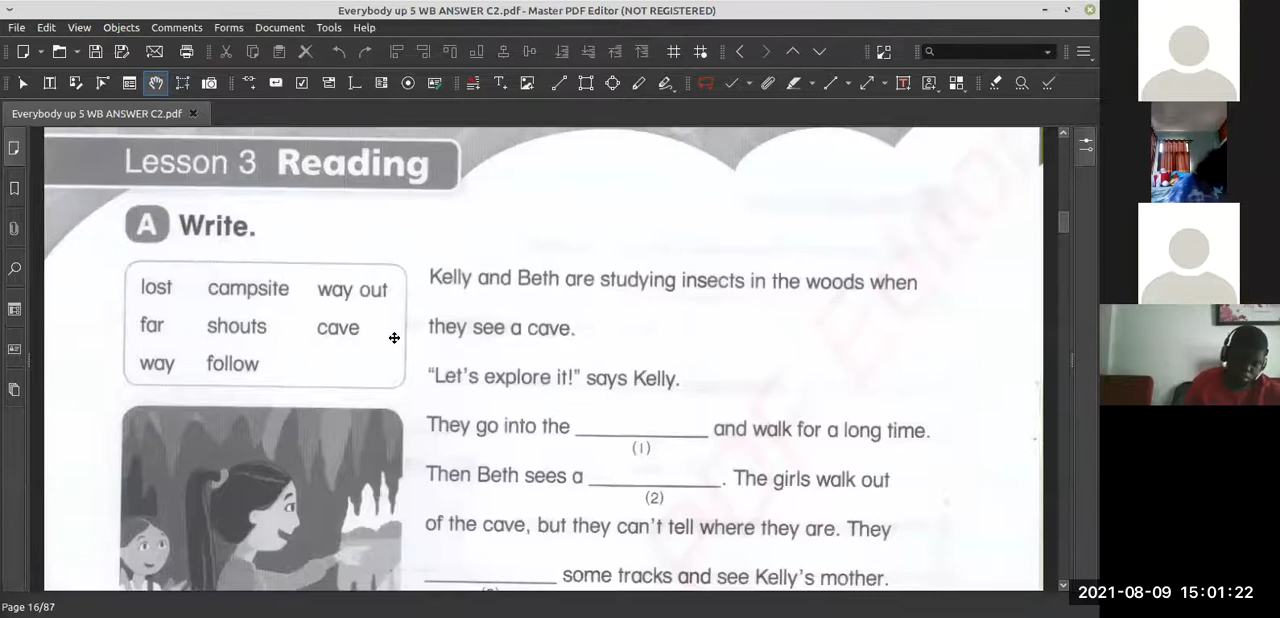 Everybody up 5 WB ANSWER C2.pdf - Master PDF Editor (NOT REGISTERED)
File Edit View Objects Comments Forms Document Tools Help
Everybody up 5 WB ANSWER C2.pdf
Lesson 3 Reading
A Write.
lost campsite way out
far shouts cave
way follow
Kelly and Beth are studying insects in the woods when
they see a cave.
"Let's explore it!" says Kelly.
They go into the ____________ and walk for a long time.
(1)
Then Beth sees a ____________. The girls walk out
(2)
of the cave, but they can't tell where they are. They
____________ some tracks and see Kelly's mother.
Page 16/87
2021-08-09 15:01:22